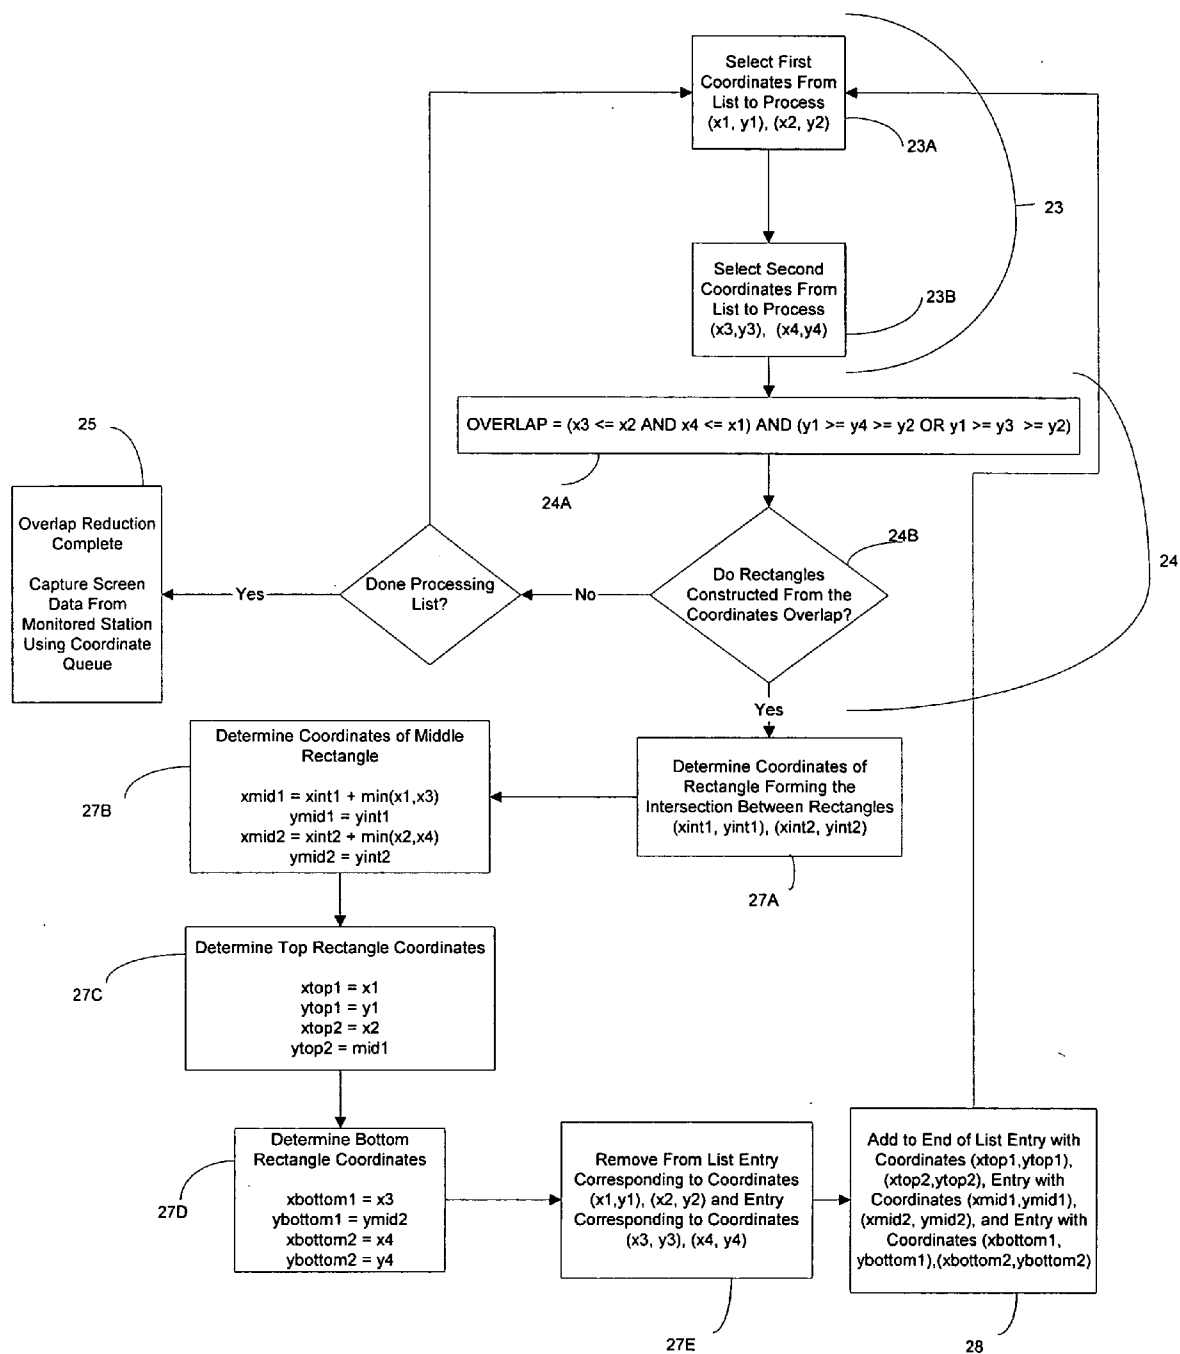 Select First
Coordinates From
List to Process
(x1, y1), (x2, y2)
23A
23
Select Second
Coordinates From
List to Process
(x3,y3), (x4,y4)
23B
OVERLAP = (x3 <= x2 AND x4 <= x1) AND (y1 >= y4 >= y2 OR y1 >= y3 >= y2)
24A
25
Overlap Reduction
Complete
Capture Screen
Data From
Monitored Station
Using Coordinate
Queue
Yes
Done Processing
List?
No
Do Rectangles
Constructed From the
Coordinates Overlap?
24B
24
Yes
Determine Coordinates of
Rectangle Forming the
Intersection Between Rectangles
(xint1, yint1), (xint2, yint2)
27A
Determine Coordinates of Middle
Rectangle
xmid1 = xint1 + min(x1,x3)
ymid1 = yint1
xmid2 = xint2 + min(x2,x4)
ymid2 = yint2
27B
Determine Top Rectangle Coordinates
xtop1 = x1
ytop1 = y1
xtop2 = x2
ytop2 = mid1
27C
Determine Bottom
Rectangle Coordinates
xbottom1 = x3
ybottom1 = ymid2
xbottom2 = x4
ybottom2 = y4
27D
Remove From List Entry
Corresponding to Coordinates
(x1,y1), (x2, y2) and Entry
Corresponding to Coordinates
(x3, y3), (x4, y4)
27E
Add to End of List Entry with
Coordinates (xtop1,ytop1),
(xtop2,ytop2), Entry with
Coordinates (xmid1,ymid1),
(xmid2, ymid2), and Entry with
Coordinates (xbottom1,
ybottom1),(xbottom2,ybottom2)
28